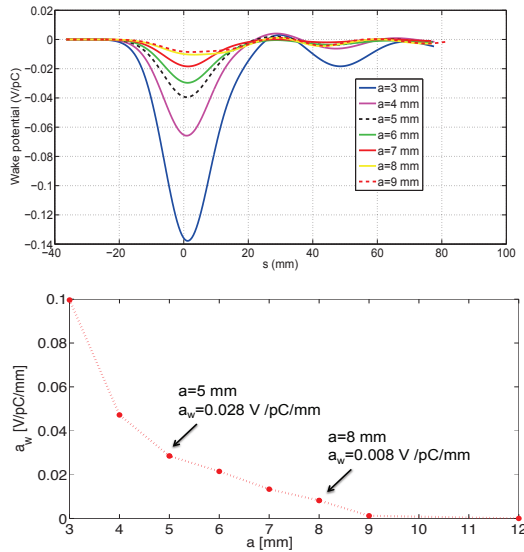 0.02
0
−0.02
−0.04
−0.06
−0.08
−0.1
−0.12
−0.14
Wake potential (V/pC)
−40 −20 0 20 40 60 80 100
s (mm)
a=3 mm
a=4 mm
a=5 mm
a=6 mm
a=7 mm
a=8 mm
a=9 mm
0.1
0.08
0.06
0.04
0.02
0
a_w [V/pC/mm]
a=5 mm
a_w=0.028 V /pC/mm
a=8 mm
a_w=0.008 V /pC/mm
3 4 5 6 7 8 9 10 11 12
a [mm]